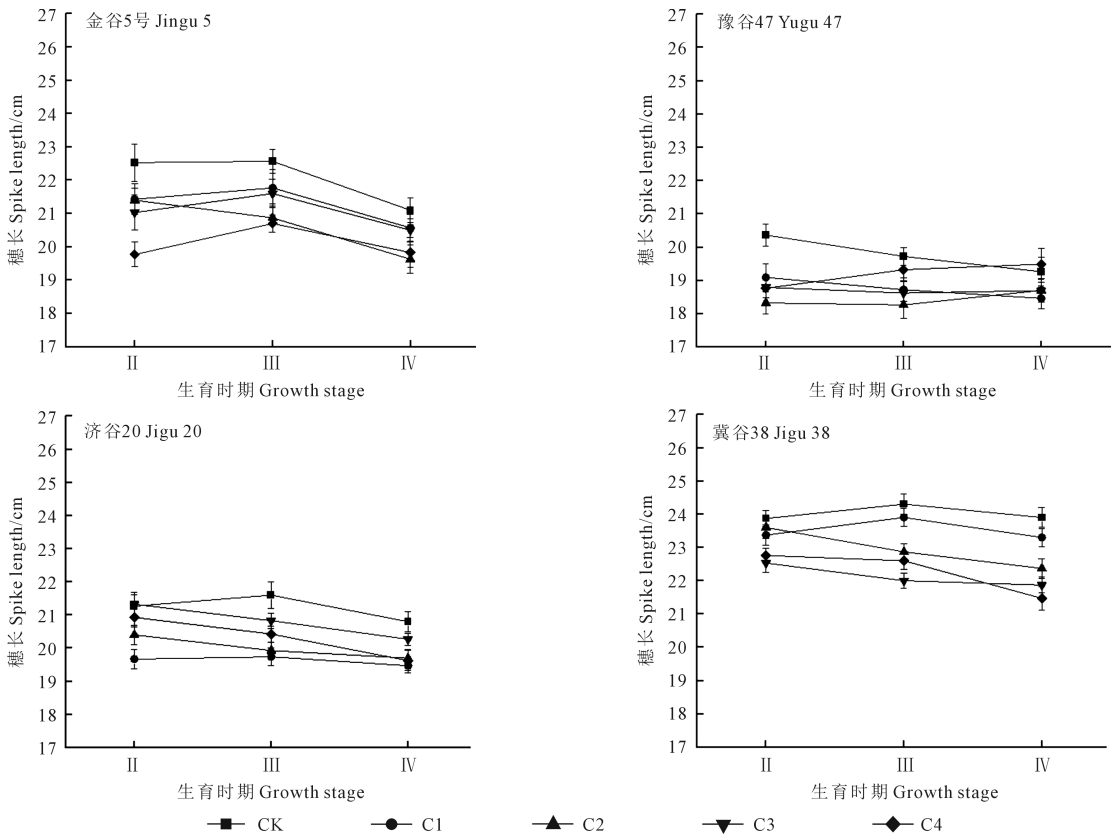 金谷5号 Jingu 5
穗长 Spike length/cm
27
26
25
24
23
22
21
20
19
18
17
II
III
IV
生育时期 Growth stage
豫谷47 Yugu 47
穗长 Spike length/cm
27
26
25
24
23
22
21
20
19
18
17
II
III
IV
生育时期 Growth stage
济谷20 Jigu 20
穗长 Spike length/cm
27
26
25
24
23
22
21
20
19
18
17
II
III
IV
生育时期 Growth stage
冀谷38 Jigu 38
穗长 Spike length/cm
27
26
25
24
23
22
21
20
19
18
17
II
III
IV
生育时期 Growth stage
CK
C1
C2
C3
C4